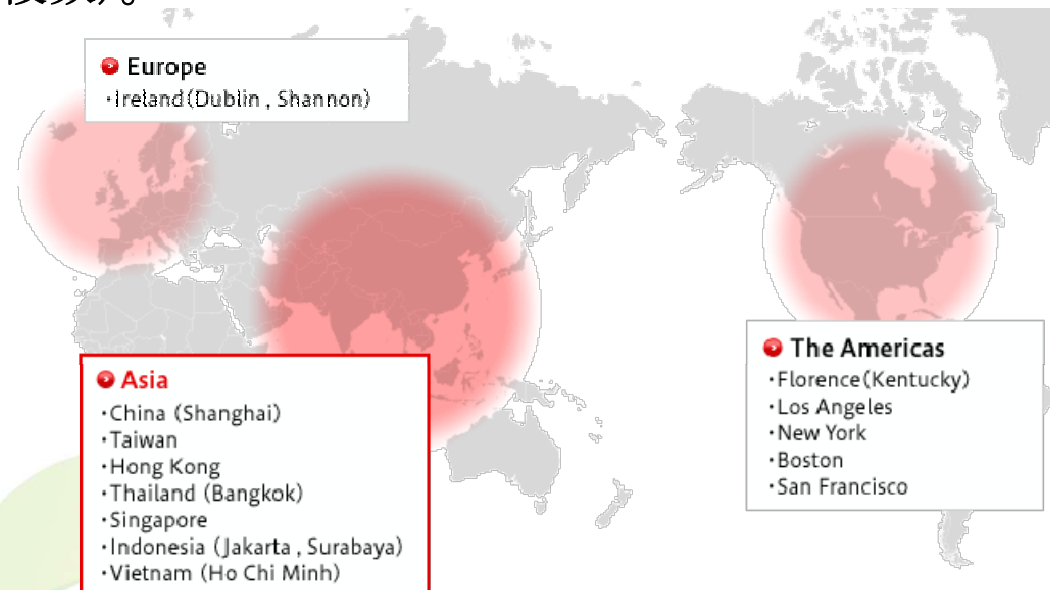 Europe
・Ireland(Dublin , Shannon)
Asia
・China (Shanghai)
・Taiwan
・Hong Kong
・Thailand (Bangkok)
・Singapore
・Indonesia (Jakarta , Surabaya)
・Vietnam (Ho Chi Minh)
The Americas
・Florence(Kentucky)
・Los Angeles
・New York
・Boston
・San Francisco